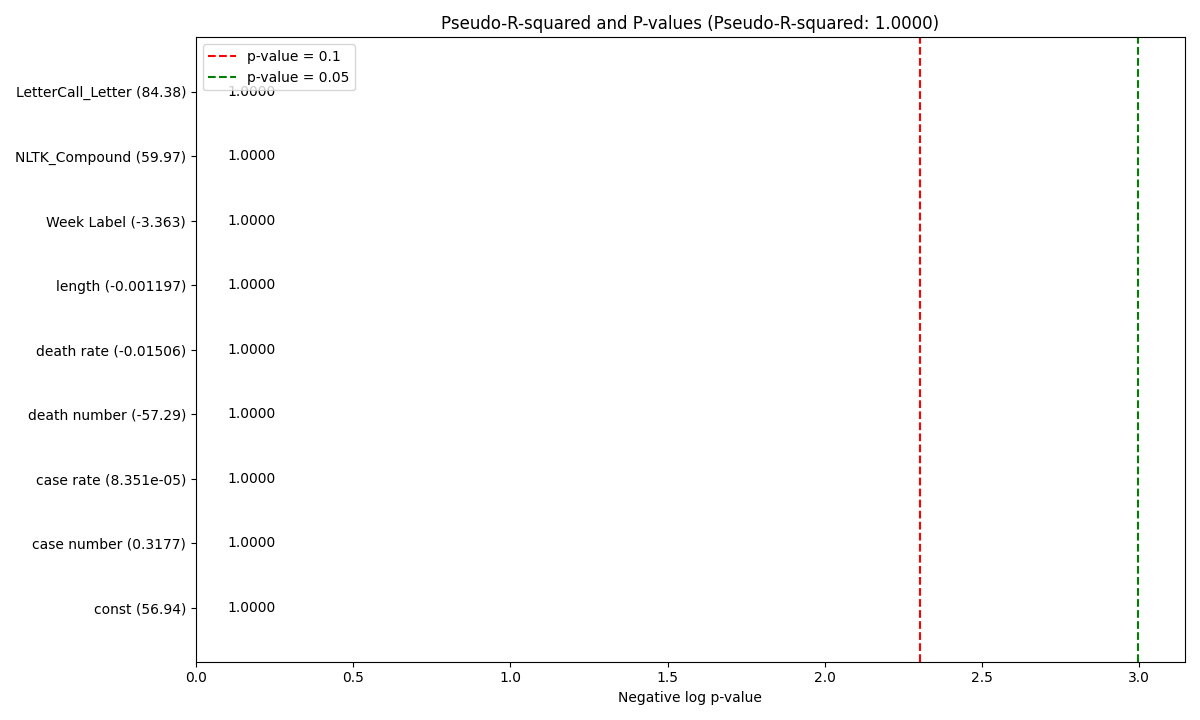 Pseudo-R-squared and P-values (Pseudo-R-squared: 1.0000)
p-value = 0.1
p-value = 0.05
LetterCall_Letter (84.38) 1.0000
NLTK_Compound (59.97) 1.0000
Week Label (-3.363) 1.0000
length (-0.001197) 1.0000
death rate (-0.01506) 1.0000
death number (-57.29) 1.0000
case rate (8.351e-05) 1.0000
case number (0.3177) 1.0000
const (56.94) 1.0000
0.0 0.5 1.0 1.5 2.0 2.5 3.0
Negative log p-value